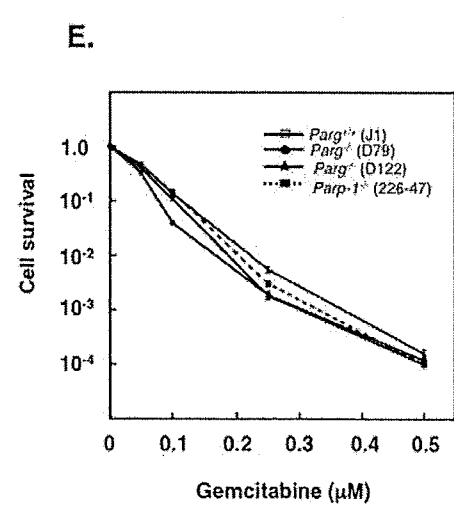 E.
Parg⁺/⁺ (J1)
Parg⁻/⁻ (D79)
Parg⁻/⁻ (D122)
Parp-1⁻/⁻ (226-47)
1.0
10⁻¹
10⁻²
10⁻³
10⁻⁴
Cell survival
0 0.1 0.2 0.3 0.4 0.5
Gemcitabine (μM)